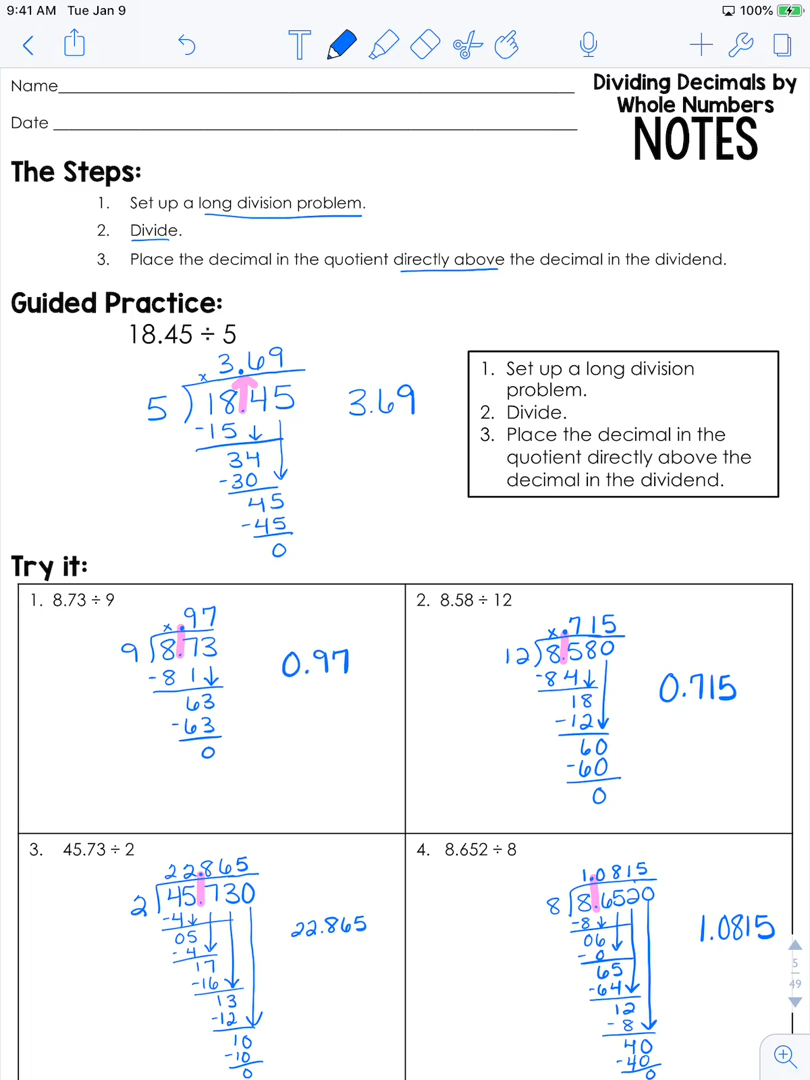 9:41 AM Tue Jan 9
100%
T
Name
Dividing Decimals by
Whole Numbers
NOTES
Date
The Steps:
1. Set up a long division problem.
2. Divide.
3. Place the decimal in the quotient directly above the decimal in the dividend.
Guided Practice:
18.45 ÷ 5
x 3.69
5 ) 18.45
3.69
-15
34
-30
45
-45
0
1. Set up a long division
problem.
2. Divide.
3. Place the decimal in the
quotient directly above the
decimal in the dividend.
Try it:
1. 8.73 ÷ 9
x .97
9 ) 8.73
-81
63
-63
0
0.97
2. 8.58 ÷ 12
x .715
12 ) 8.580
-84
18
-12
60
-60
0
0.715
3. 45.73 ÷ 2
22.865
2 ) 45.730
-4
05
-4
17
-16
13
-12
10
-10
0
22.865
4. 8.652 ÷ 8
1.0815
8 ) 8.6520
-8
06
-0
65
-64
12
-8
40
-40
0
1.0815
5
49